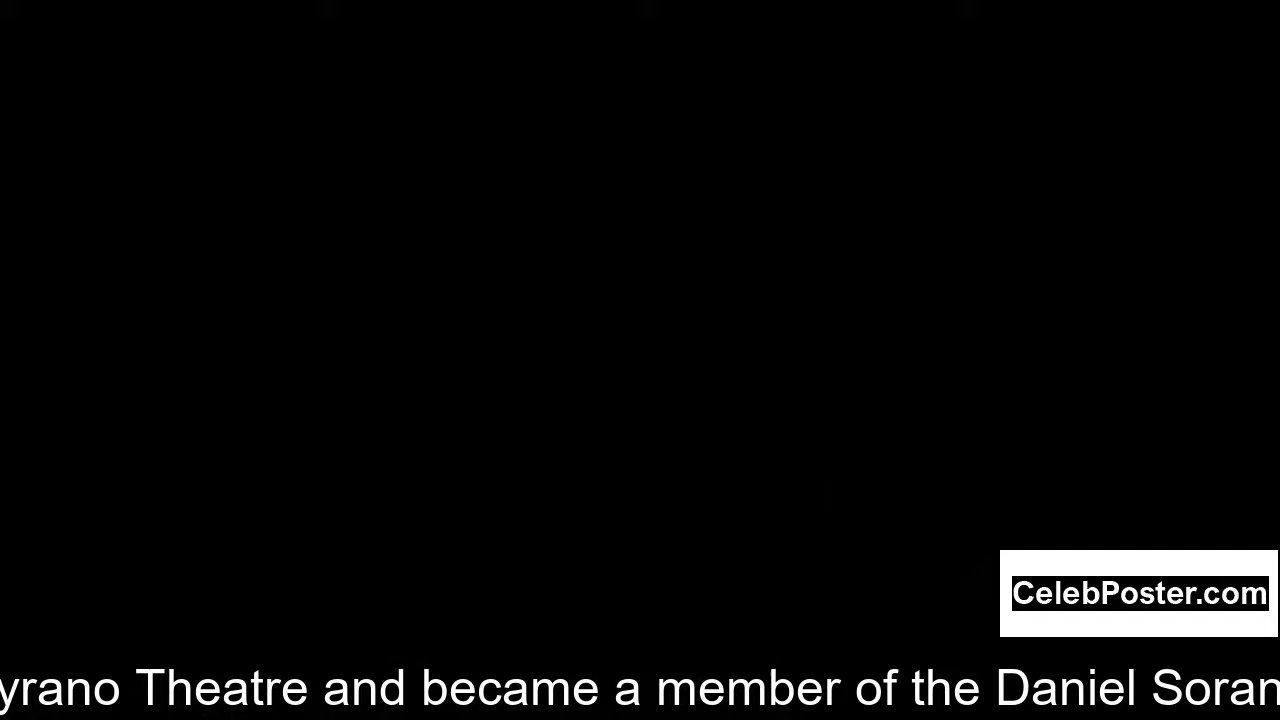 CelebPoster.com
yrano Theatre and became a member of the Daniel Soran